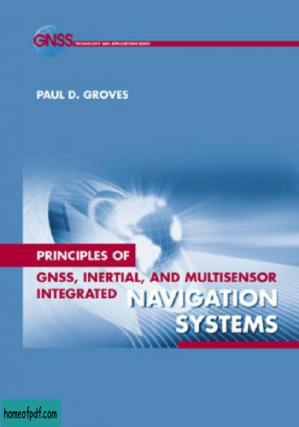 GNSS TECHNOLOGY AND APPLICATIONS SERIES
PAUL D. GROVES
PRINCIPLES OF
GNSS, INERTIAL, AND MULTISENSOR
INTEGRATED NAVIGATION
SYSTEMS
homeofpdf.com